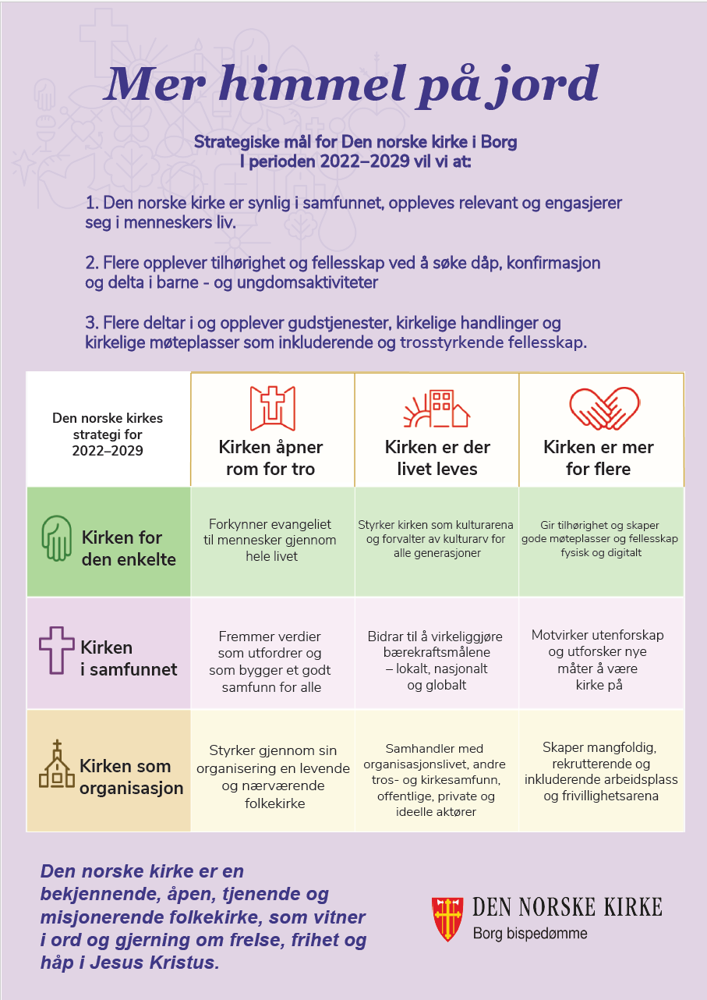 Mer himmel på jord
Strategiske mål for Den norske kirke i Borg
I perioden 2022–2029 vil vi at:
1. Den norske kirke er synlig i samfunnet, oppleves relevant og engasjerer
seg i menneskers liv.
2. Flere opplever tilhørighet og fellesskap ved å søke dåp, konfirmasjon
og delta i barne - og ungdomsaktiviteter
3. Flere deltar i og opplever gudstjenester, kirkelige handlinger og
kirkelige møteplasser som inkluderende og trosstyrkende fellesskap.
Den norske kirkes
strategi for
2022–2029
Kirken åpner
rom for tro
Kirken er der
livet leves
Kirken er mer
for flere
Kirken for
den enkelte
Forkynner evangeliet
til mennesker gjennom
hele livet
Styrker kirken som kulturarena
og forvalter av kulturarv for
alle generasjoner
Gir tilhørighet og skaper
gode møteplasser og fellesskap
fysisk og digitalt
Kirken
i samfunnet
Fremmer verdier
som utfordrer og
som bygger et godt
samfunn for alle
Bidrar til å virkeliggjøre
bærekraftsmålene
– lokalt, nasjonalt
og globalt
Motvirker utenforskap
og utforsker nye
måter å være
kirke på
Kirken som
organisasjon
Styrker gjennom sin
organisering en levende
og nærværende
folkekirke
Samhandler med
organisasjonslivet, andre
tros- og kirkesamfunn,
offentlige, private og
ideelle aktører
Skaper mangfoldig,
rekrutterende og
inkluderende arbeidsplass
og frivillighetsarena
Den norske kirke er en
bekjennende, åpen, tjenende og
misjonerende folkekirke, som vitner
i ord og gjerning om frelse, frihet og
håp i Jesus Kristus.
DEN NORSKE KIRKE
Borg bispedømme